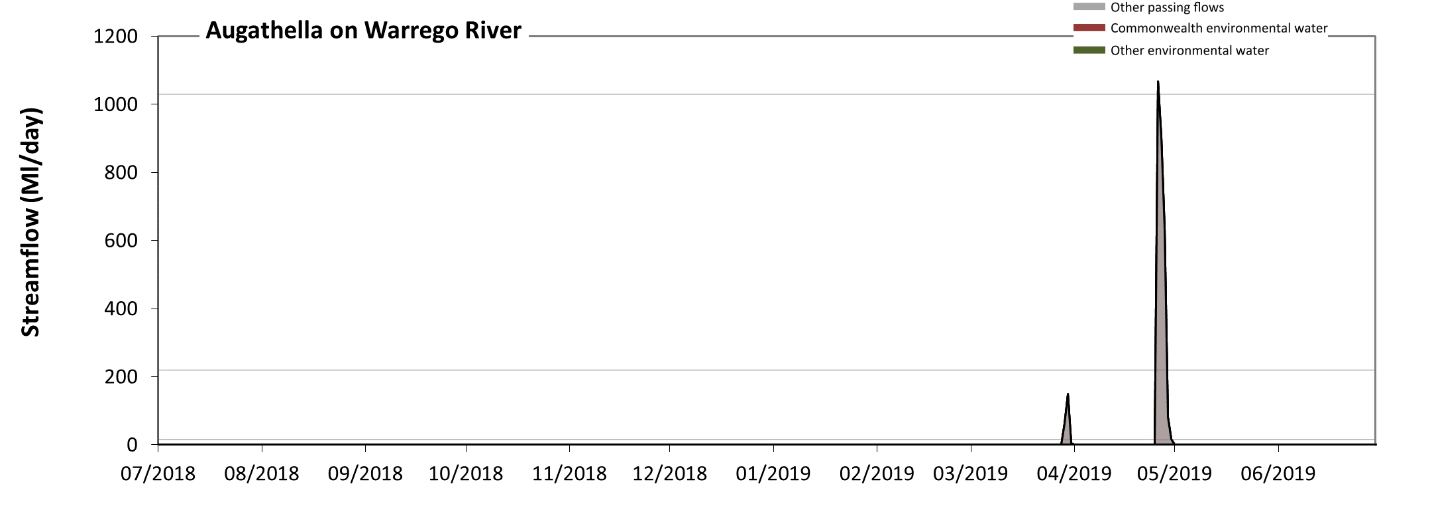 Other passing flows
Augathella on Warrego River
Commonwealth environmental water
Other environmental water
Streamflow (Ml/day)
1200
1000
800
600
400
200
0
07/2018 08/2018 09/2018 10/2018 11/2018 12/2018 01/2019 02/2019 03/2019 04/2019 05/2019 06/2019